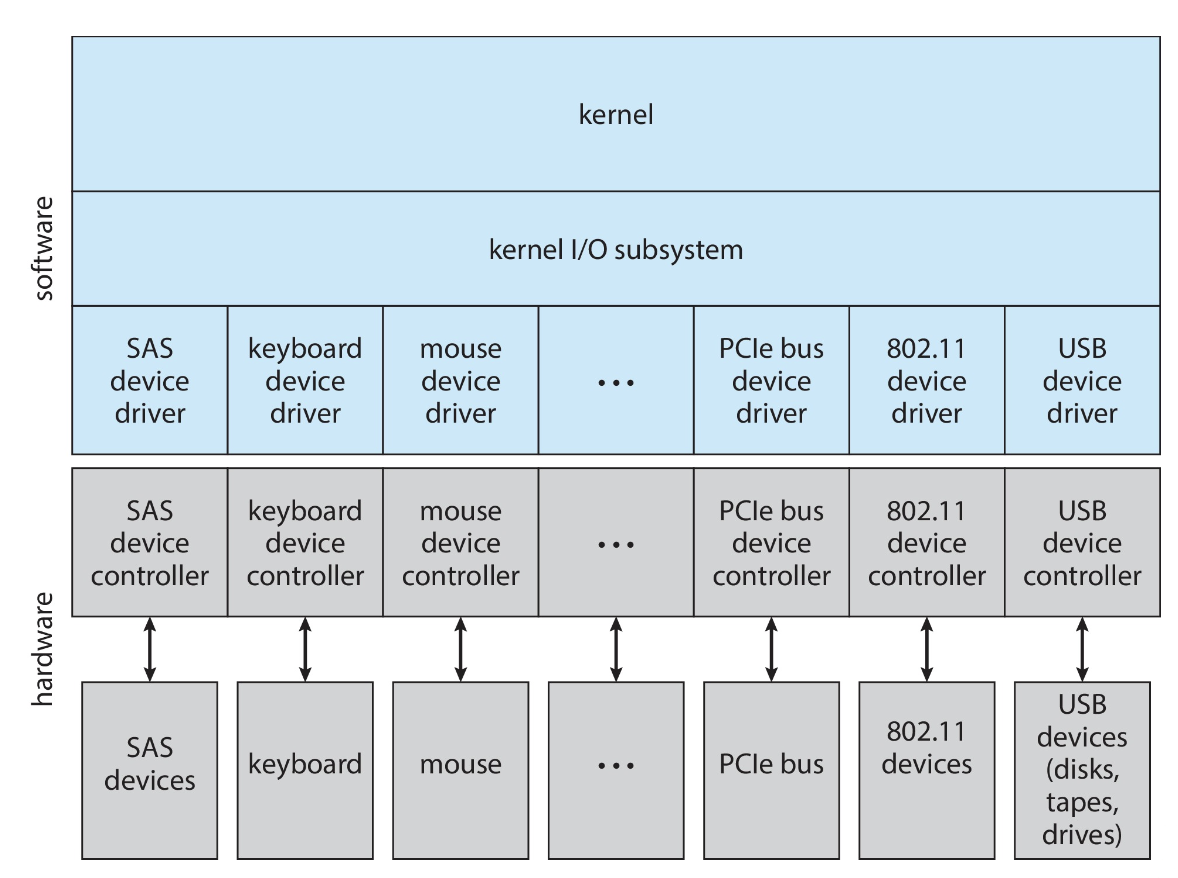 software
kernel
kernel I/O subsystem
SAS
device
driver
keyboard
device
driver
mouse
device
driver
...
PCIe bus
device
driver
802.11
device
driver
USB
device
driver
hardware
SAS
device
controller
keyboard
device
controller
mouse
device
controller
...
PCIe bus
device
controller
802.11
device
controller
USB
device
controller
SAS
devices
keyboard
mouse
...
PCIe bus
802.11
devices
USB
devices
(disks,
tapes,
drives)